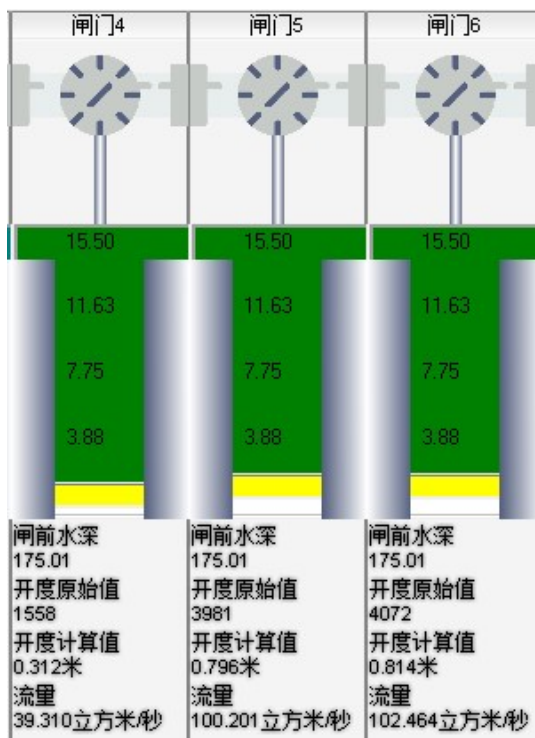 闸门4
闸门5
闸门6
15.50
15.50
15.50
11.63
11.63
11.63
7.75
7.75
7.75
3.88
3.88
3.88
闸前水深
175.01
开度原始值
1558
开度计算值
0.312米
流量
39.310立方米/秒
闸前水深
175.01
开度原始值
3981
开度计算值
0.796米
流量
100.201立方米/秒
闸前水深
175.01
开度原始值
4072
开度计算值
0.814米
流量
102.464立方米/秒